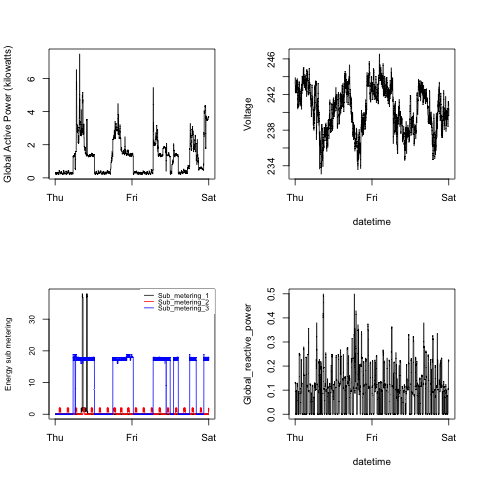 Global Active Power (kilowatts)
0 2 4 6
Thu Fri Sat
Voltage
234 238 242 246
Thu Fri Sat
datetime
Energy sub metering
0 10 20 30
Sub_metering_1
Sub_metering_2
Sub_metering_3
Thu Fri Sat
Global_reactive_power
0.0 0.1 0.2 0.3 0.4 0.5
Thu Fri Sat
datetime